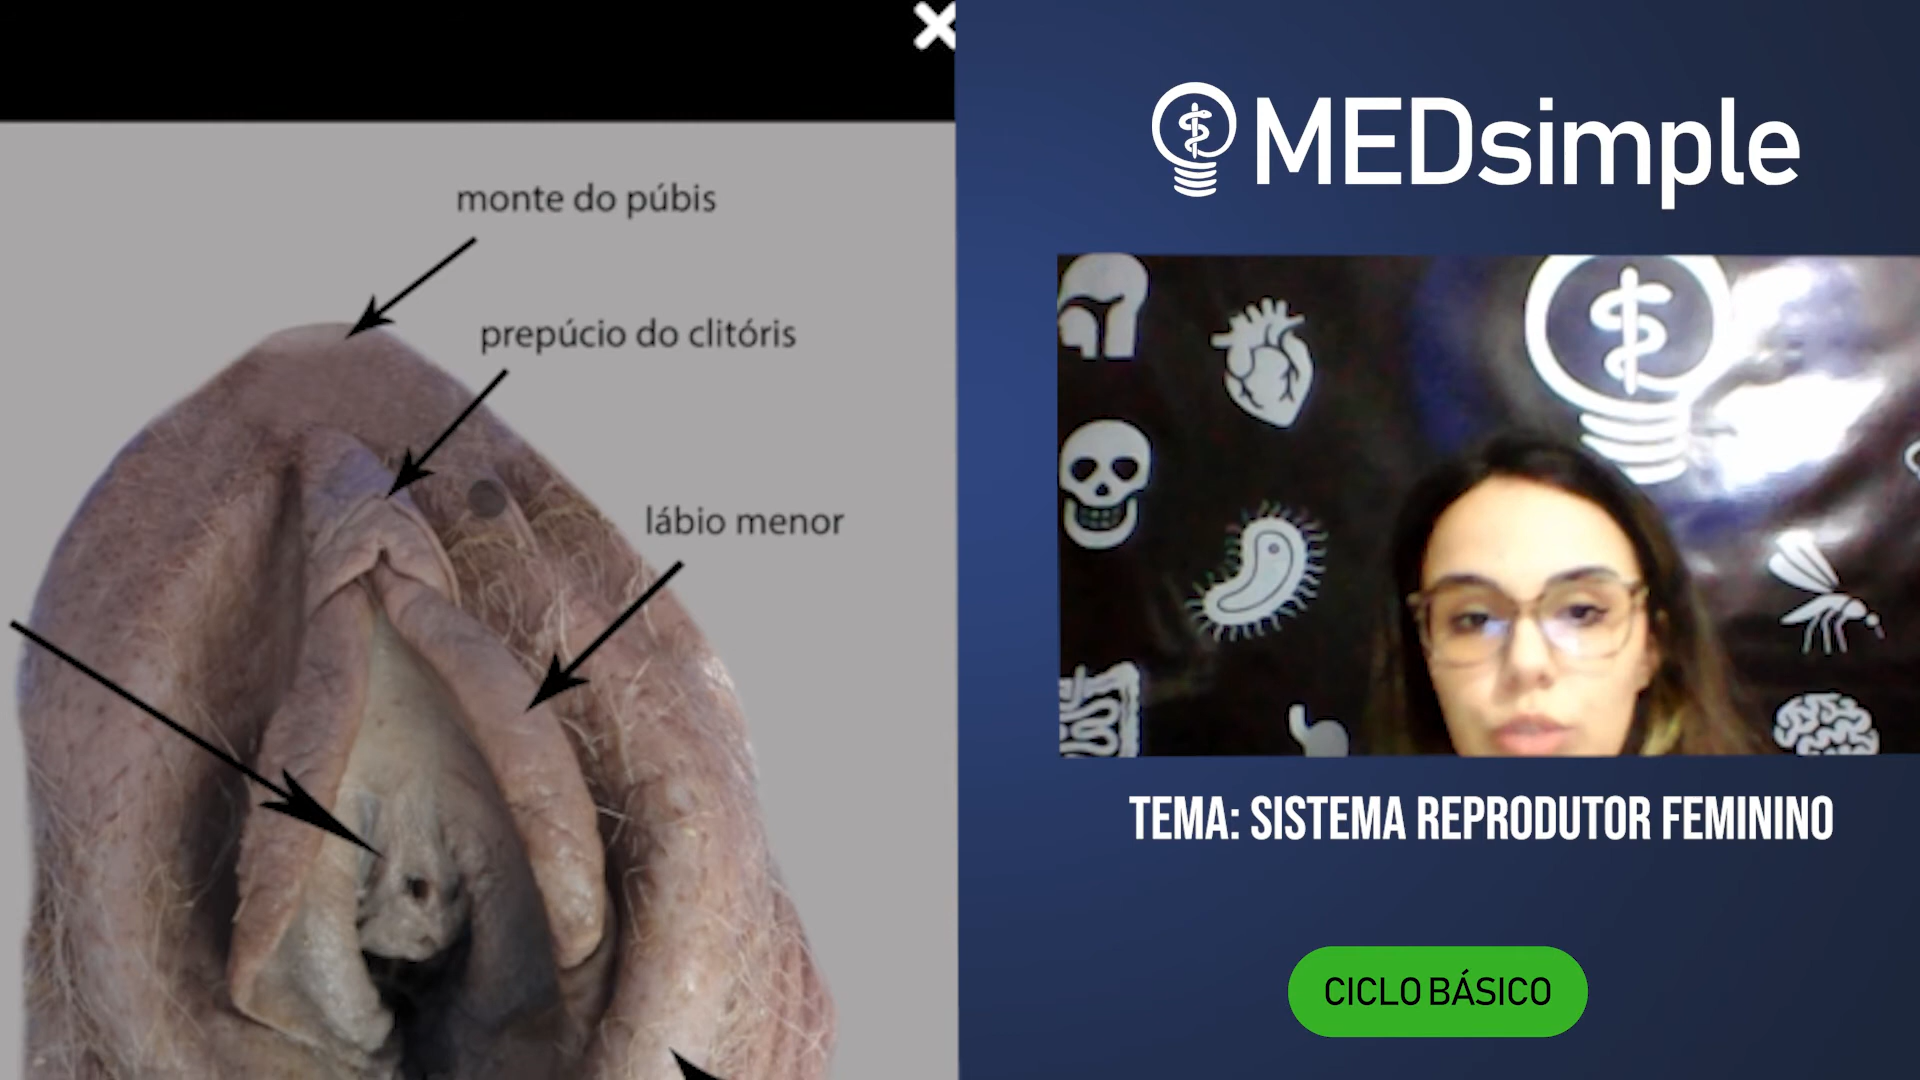 monte do púbis
prepúcio do clitóris
lábio menor
MEDsimple
TEMA: SISTEMA REPRODUTOR FEMININO
CICLO BÁSICO